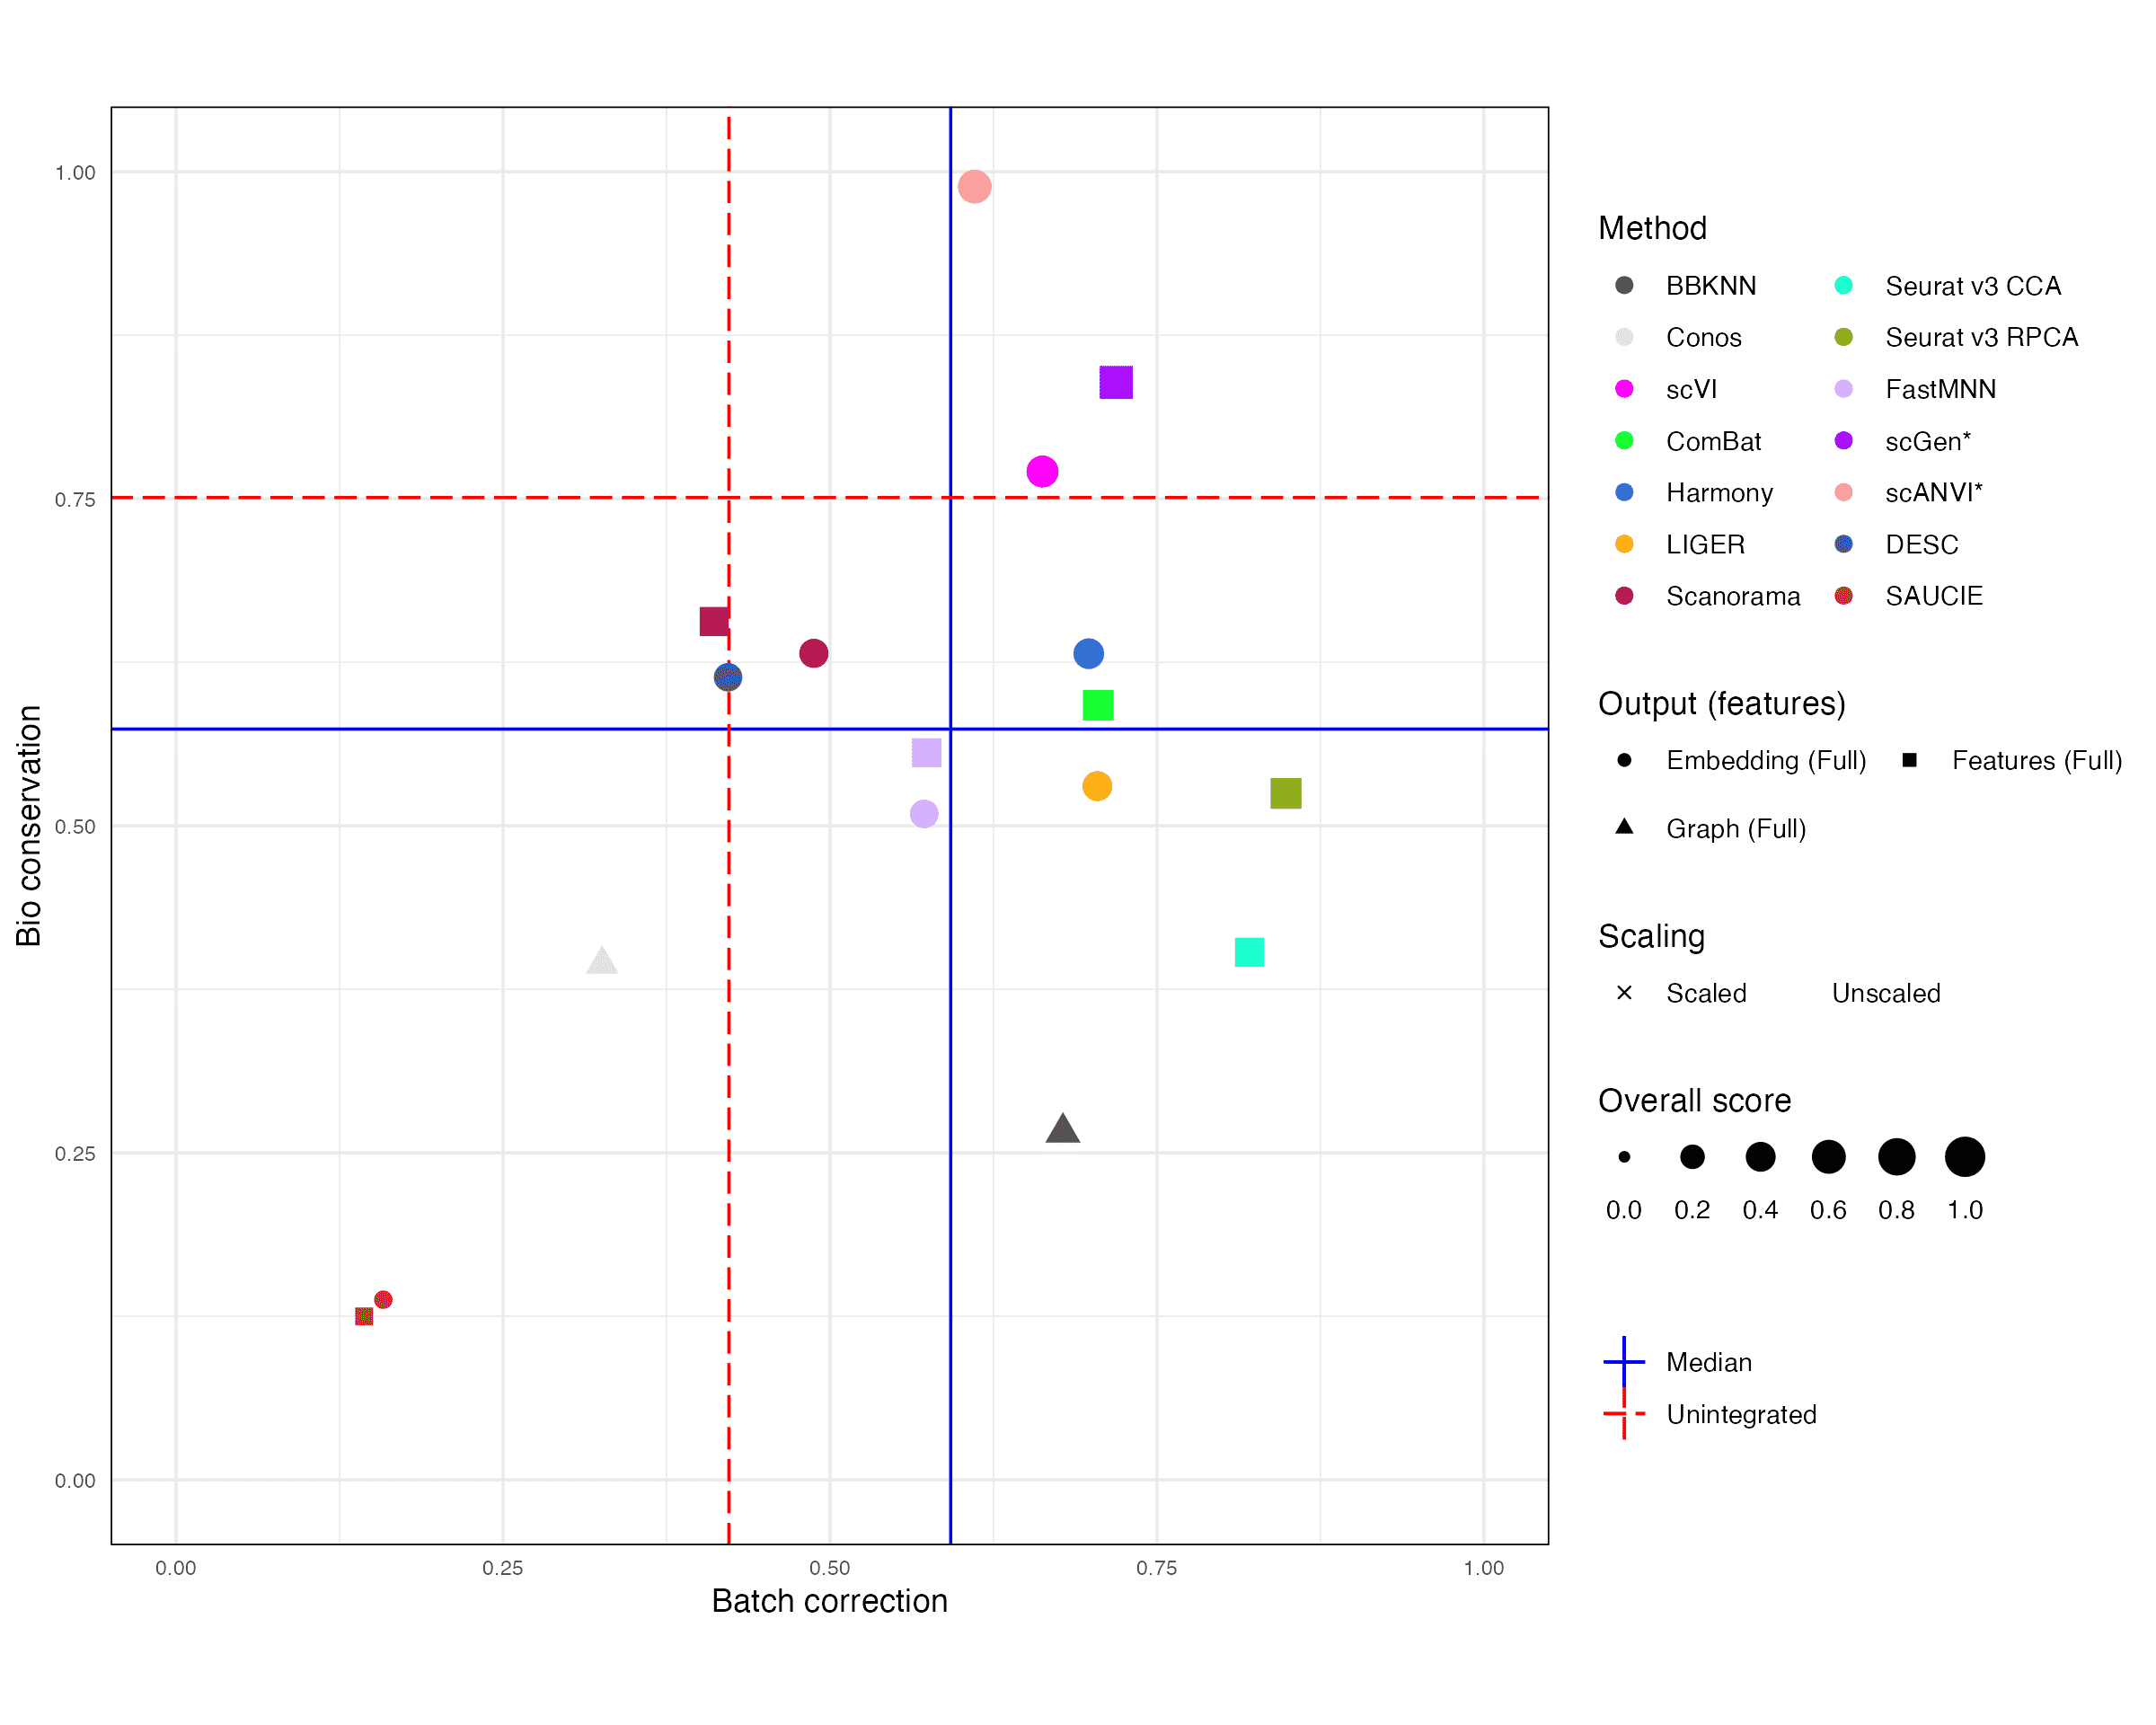 1.00
0.75
0.50
0.25
0.00
Bio conservation
0.00 0.25 0.50 0.75 1.00
Batch correction
Method
BBKNN Seurat v3 CCA
Conos Seurat v3 RPCA
scVI FastMNN
ComBat scGen*
Harmony scANVI*
LIGER DESC
Scanorama SAUCIE
Output (features)
Embedding (Full) Features (Full)
Graph (Full)
Scaling
Scaled Unscaled
Overall score
0.0 0.2 0.4 0.6 0.8 1.0
Median
Unintegrated